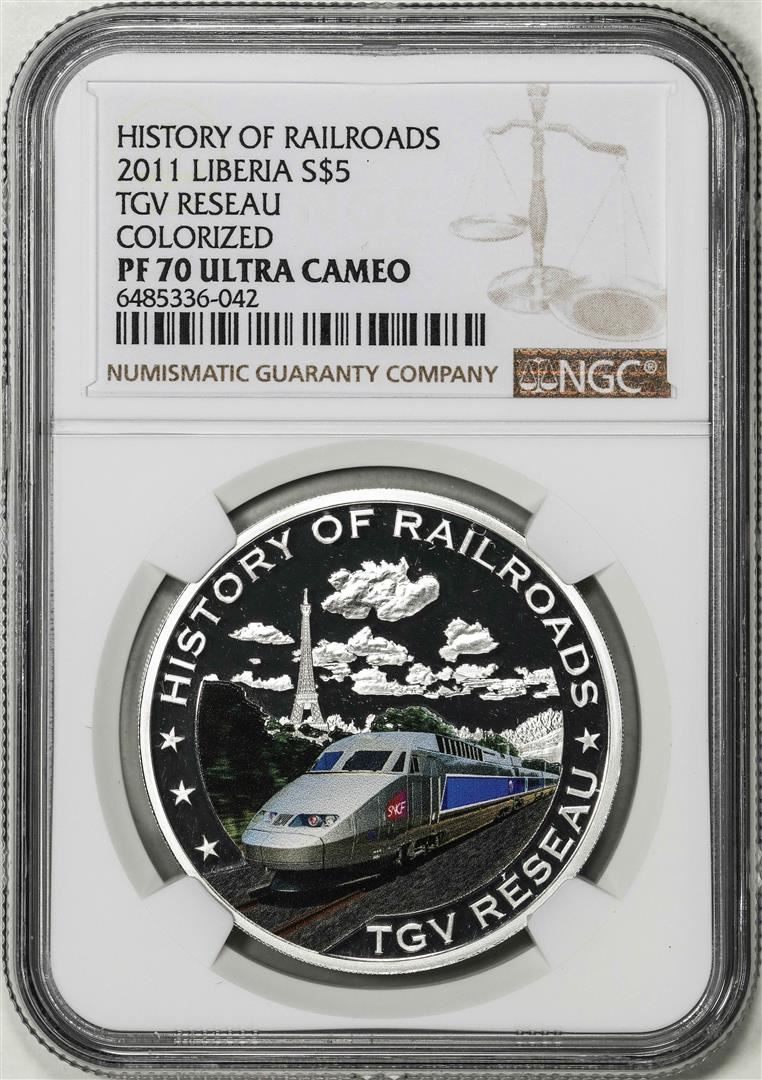 HISTORY OF RAILROADS
2011 LIBERIA S$5
TGV RESEAU
COLORIZED
PF 70 ULTRA CAMEO
6485336-042
NUMISMATIC GUARANTY COMPANY
NGC®
HISTORY OF RAILROADS
SNCF
TGV RÉSEAU